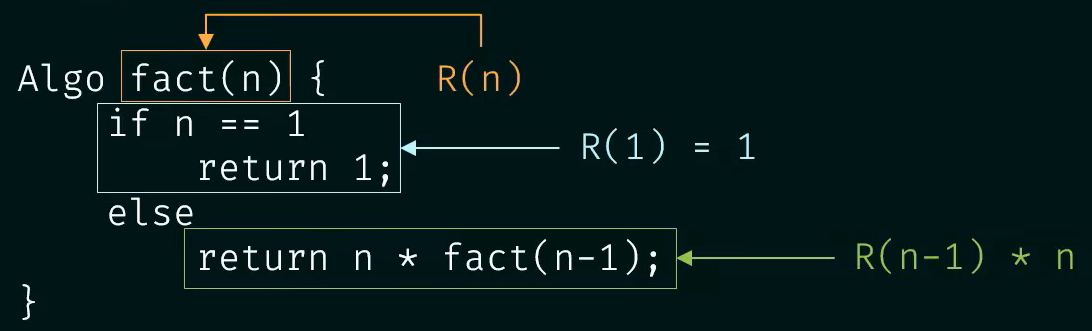 Algo fact(n) { R(n)
if n == 1
return 1; R(1) = 1
else
return n * fact(n-1); R(n-1) * n
}